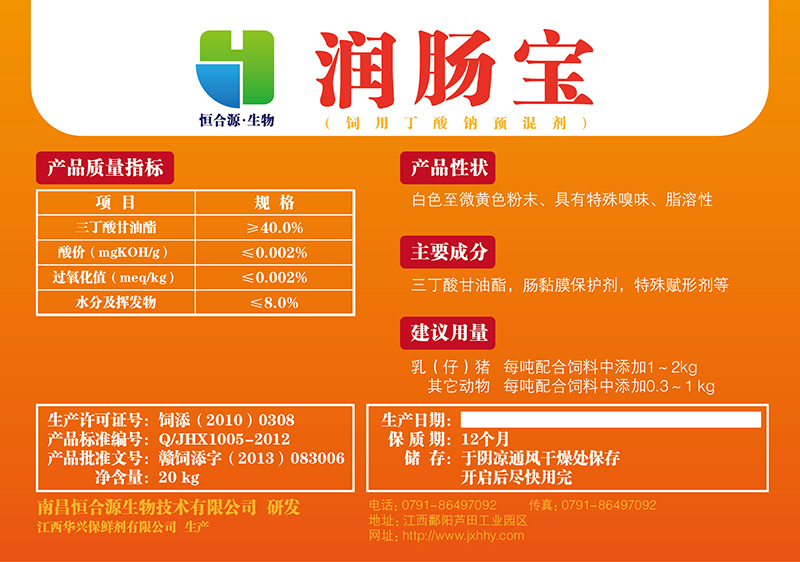 恒合源·生物
润肠宝
(饲用丁酸钠预混剂)
产品质量指标
项 目 规 格
三丁酸甘油酯 ≥40.0%
酸价(mgKOH/g) ≤0.002%
过氧化值(meq/kg) ≤0.002%
水分及挥发物 ≤8.0%
产品性状
白色至微黄色粉末、具有特殊嗅味、脂溶性
主要成分
三丁酸甘油酯，肠黏膜保护剂，特殊赋形剂等
建议用量
乳(仔)猪 每吨配合饲料中添加1~2kg
其它动物 每吨配合饲料中添加0.3~1 kg
生产许可证号：饲添(2010)0308
产品标准编号：Q/JHX1005-2012
产品批准文号：赣饲添字(2013)083006
净含量：20 kg
生产日期：
保 质 期：12个月
储 存：于阴凉通风干燥处保存
开启后尽快用完
南昌恒合源生物技术有限公司 研发
江西华兴保鲜剂有限公司 生产
电话：0791-86497092 传真：0791-86497092
地址：江西鄱阳芦田工业园区
网址：http://www.jxhhy.com